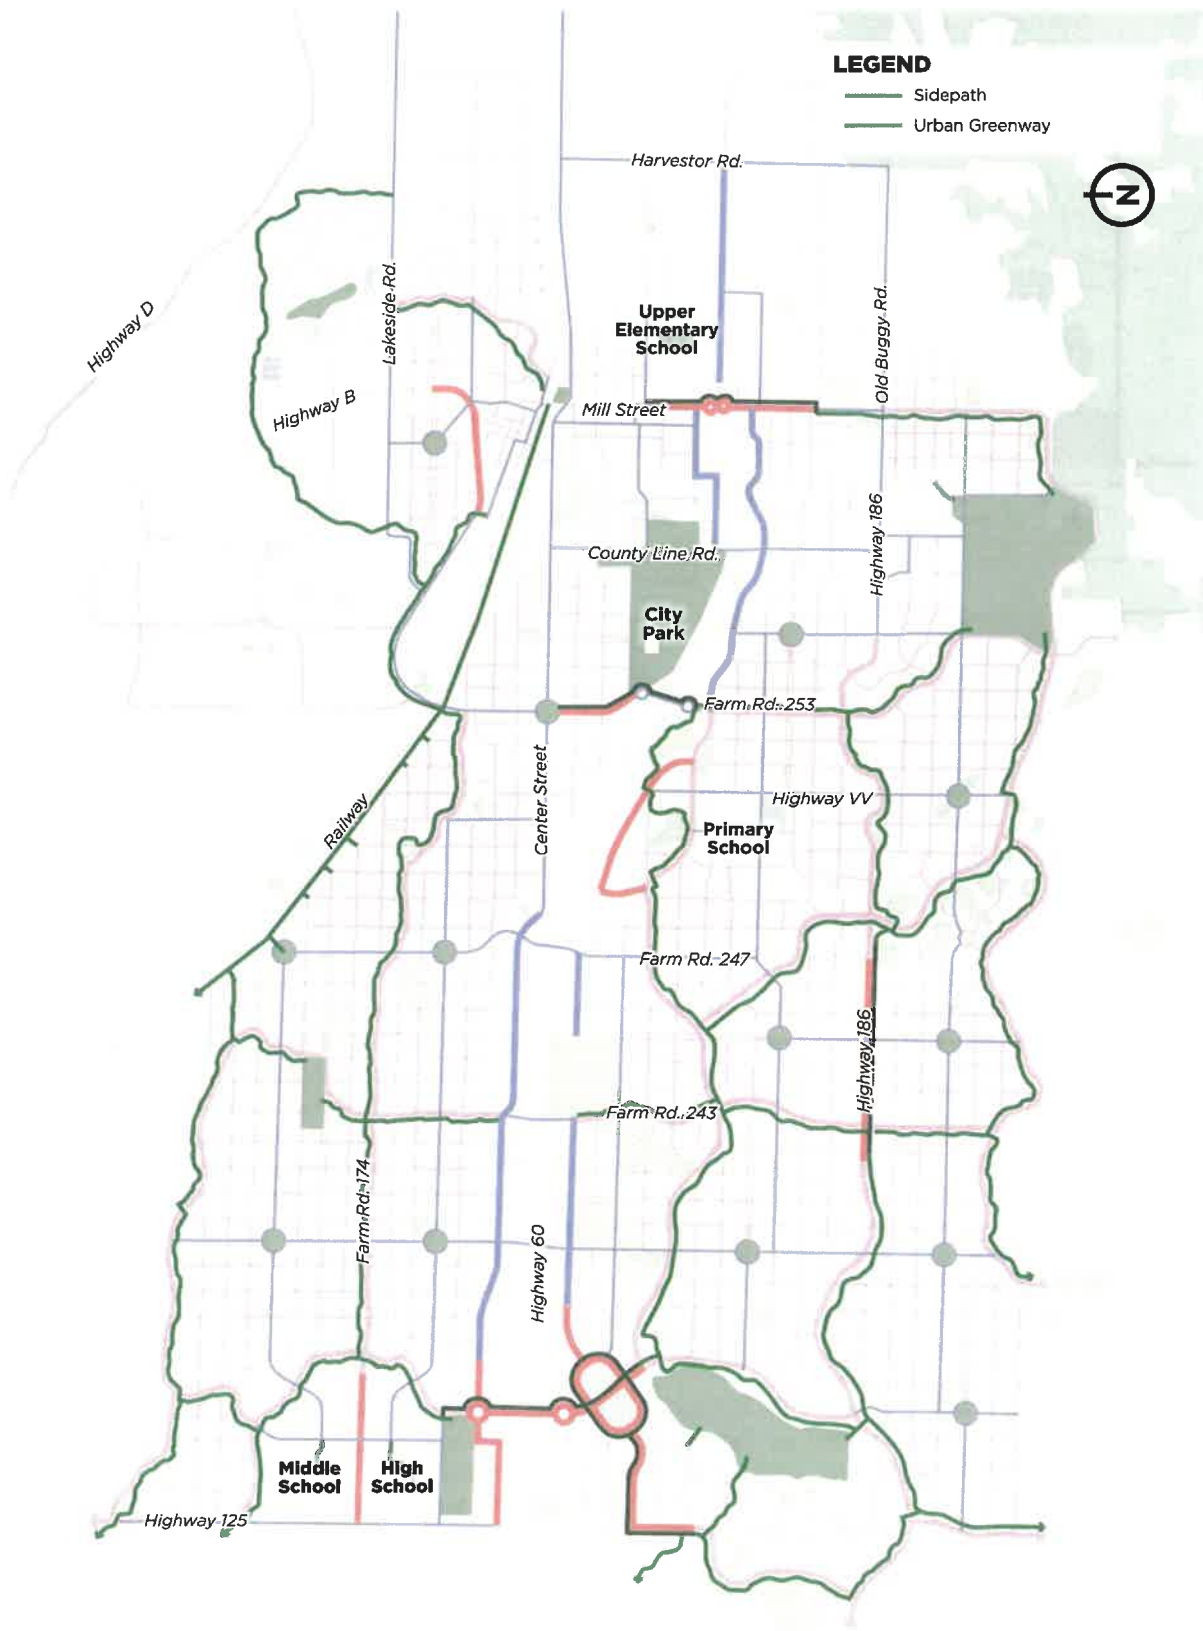 LEGEND
Sidepath
Urban Greenway
Harvestor Rd.
N
Lakeside Rd.
Highway D
Highway B
Upper
Elementary
School
Old Buggy Rd.
Mill Street
Highway 186
County Line Rd.
City
Park
Farm Rd. 253
Center Street
Highway VV
Railway
Primary
School
Farm Rd. 247
Highway 186
Farm Rd. 243
Farm Rd. 174
Highway 60
Middle
School
High
School
Highway 125